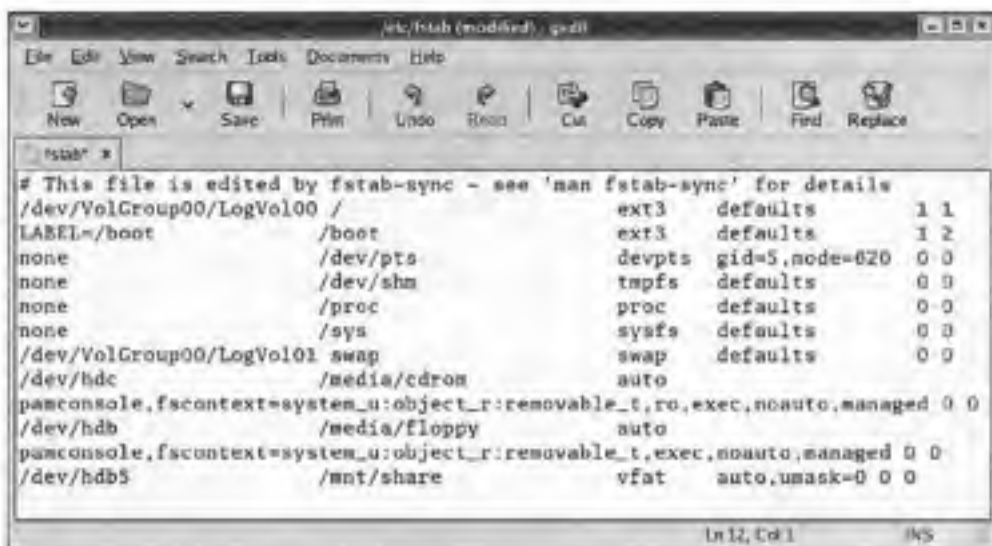 /etc/fstab (modified) - gedit
File Edit View Search Tools Documents Help
New Open Save Print Undo Redo Cut Copy Paste Find Replace
*fstab*
# This file is edited by fstab-sync - see 'man fstab-sync' for details
/dev/VolGroup00/LogVol00 / ext3 defaults 1 1
LABEL=/boot /boot ext3 defaults 1 2
none /dev/pts devpts gid=5,mode=620 0 0
none /dev/shm tmpfs defaults 0 0
none /proc proc defaults 0 0
none /sys sysfs defaults 0 0
/dev/VolGroup00/LogVol01 swap swap defaults 0 0
/dev/hdc /media/cdrom auto
pamconsole,fscontext=system_u:object_r:removable_t,ro,exec,noauto,managed 0 0
/dev/hdb /media/floppy auto
pamconsole,fscontext=system_u:object_r:removable_t,exec,noauto,managed 0 0
/dev/hdb5 /mnt/share vfat auto,umask=0 0 0
Ln 12, Col 1 INS